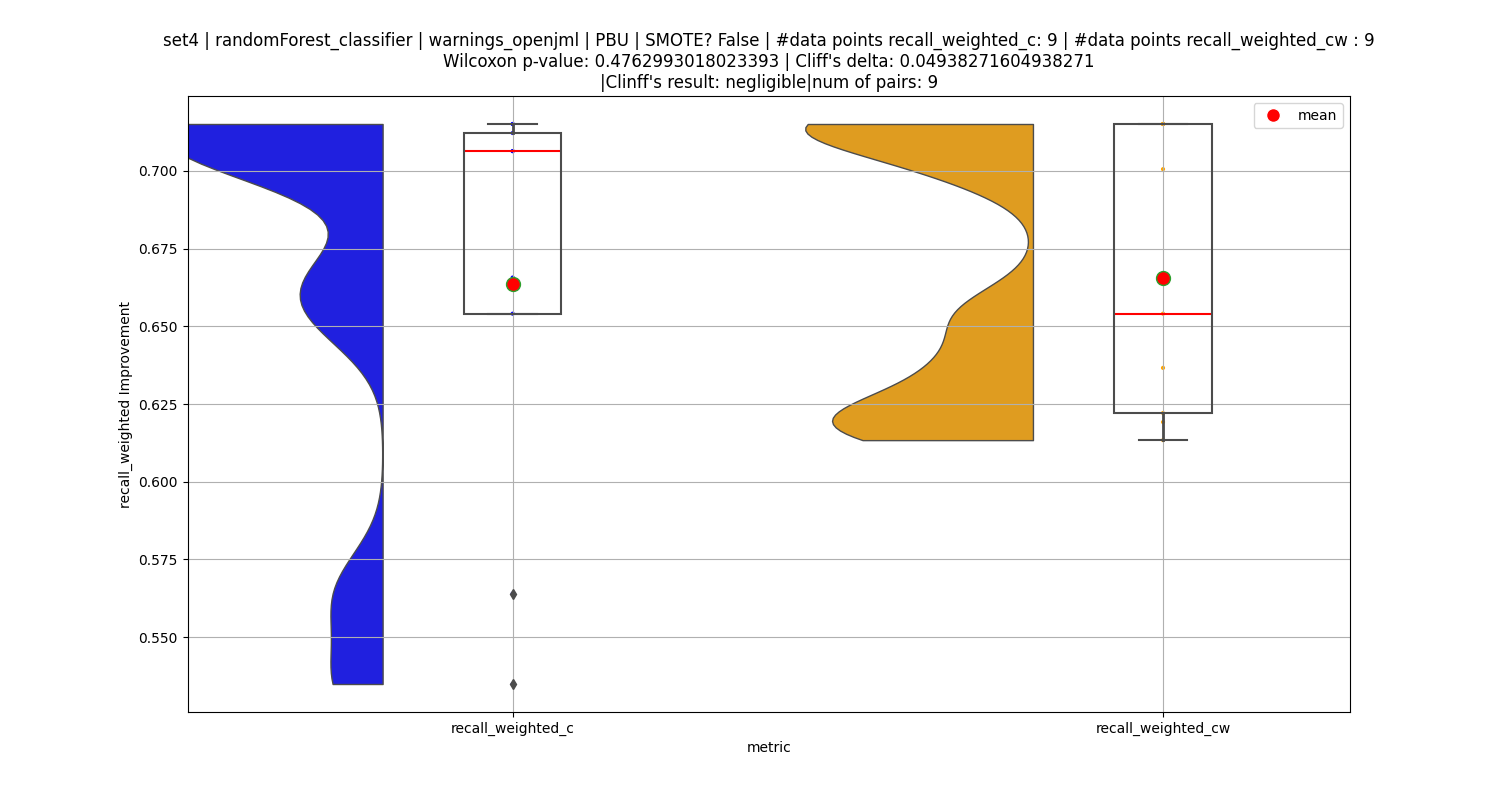 set4 | randomForest_classifier | warnings_openjml | PBU | SMOTE? False | #data points recall_weighted_c: 9 | #data points recall_weighted_cw : 9
Wilcoxon p-value: 0.4762993018023393 | Cliff's delta: 0.04938271604938271
|Clinff's result: negligible|num of pairs: 9
mean
0.700
0.675
0.650
0.625
0.600
0.575
0.550
recall_weighted Improvement
recall_weighted_c
recall_weighted_cw
metric